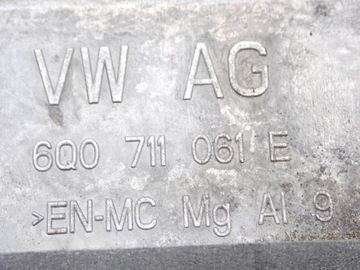 VW AG
6Q0 711 061 E
>EN-MC Mg Al 9